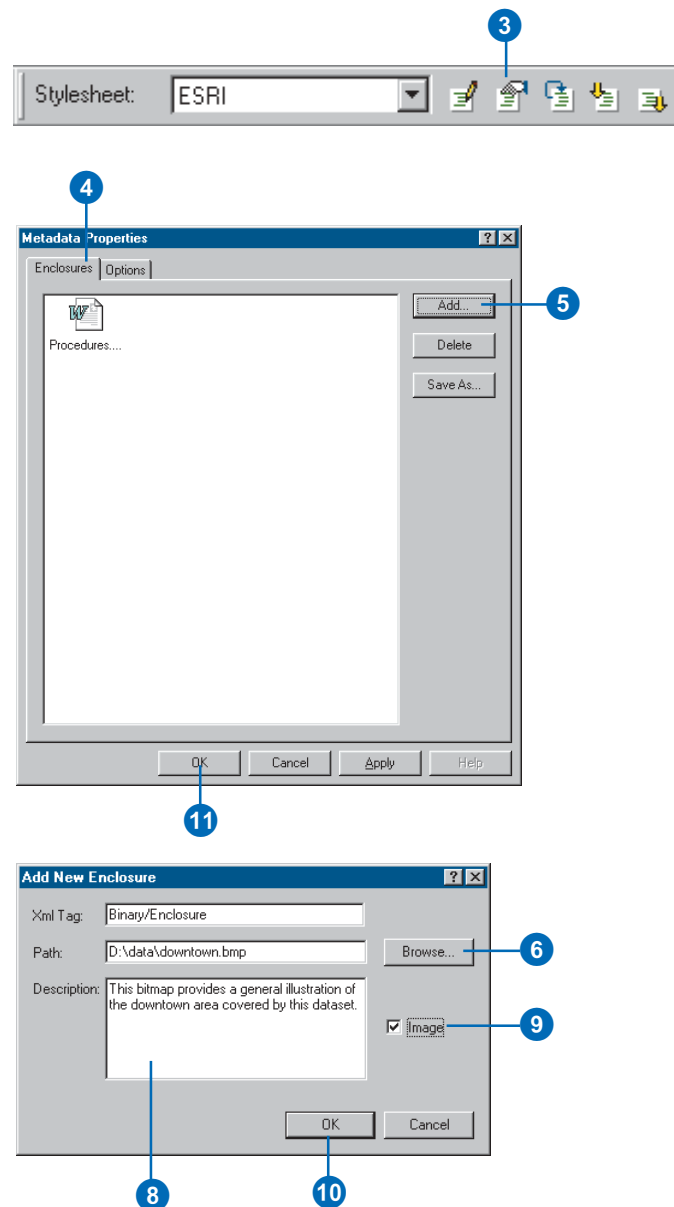 3
Stylesheet: ESRI
4
Metadata Properties
Enclosures Options
Add... 5
Procedures....
Delete
Save As...
OK Cancel Apply Help
11
Add New Enclosure
Xml Tag: Binary/Enclosure
Path: D:\data\downtown.bmp Browse... 6
Description: This bitmap provides a general illustration of
the downtown area covered by this dataset.
Image 9
OK Cancel
8 10